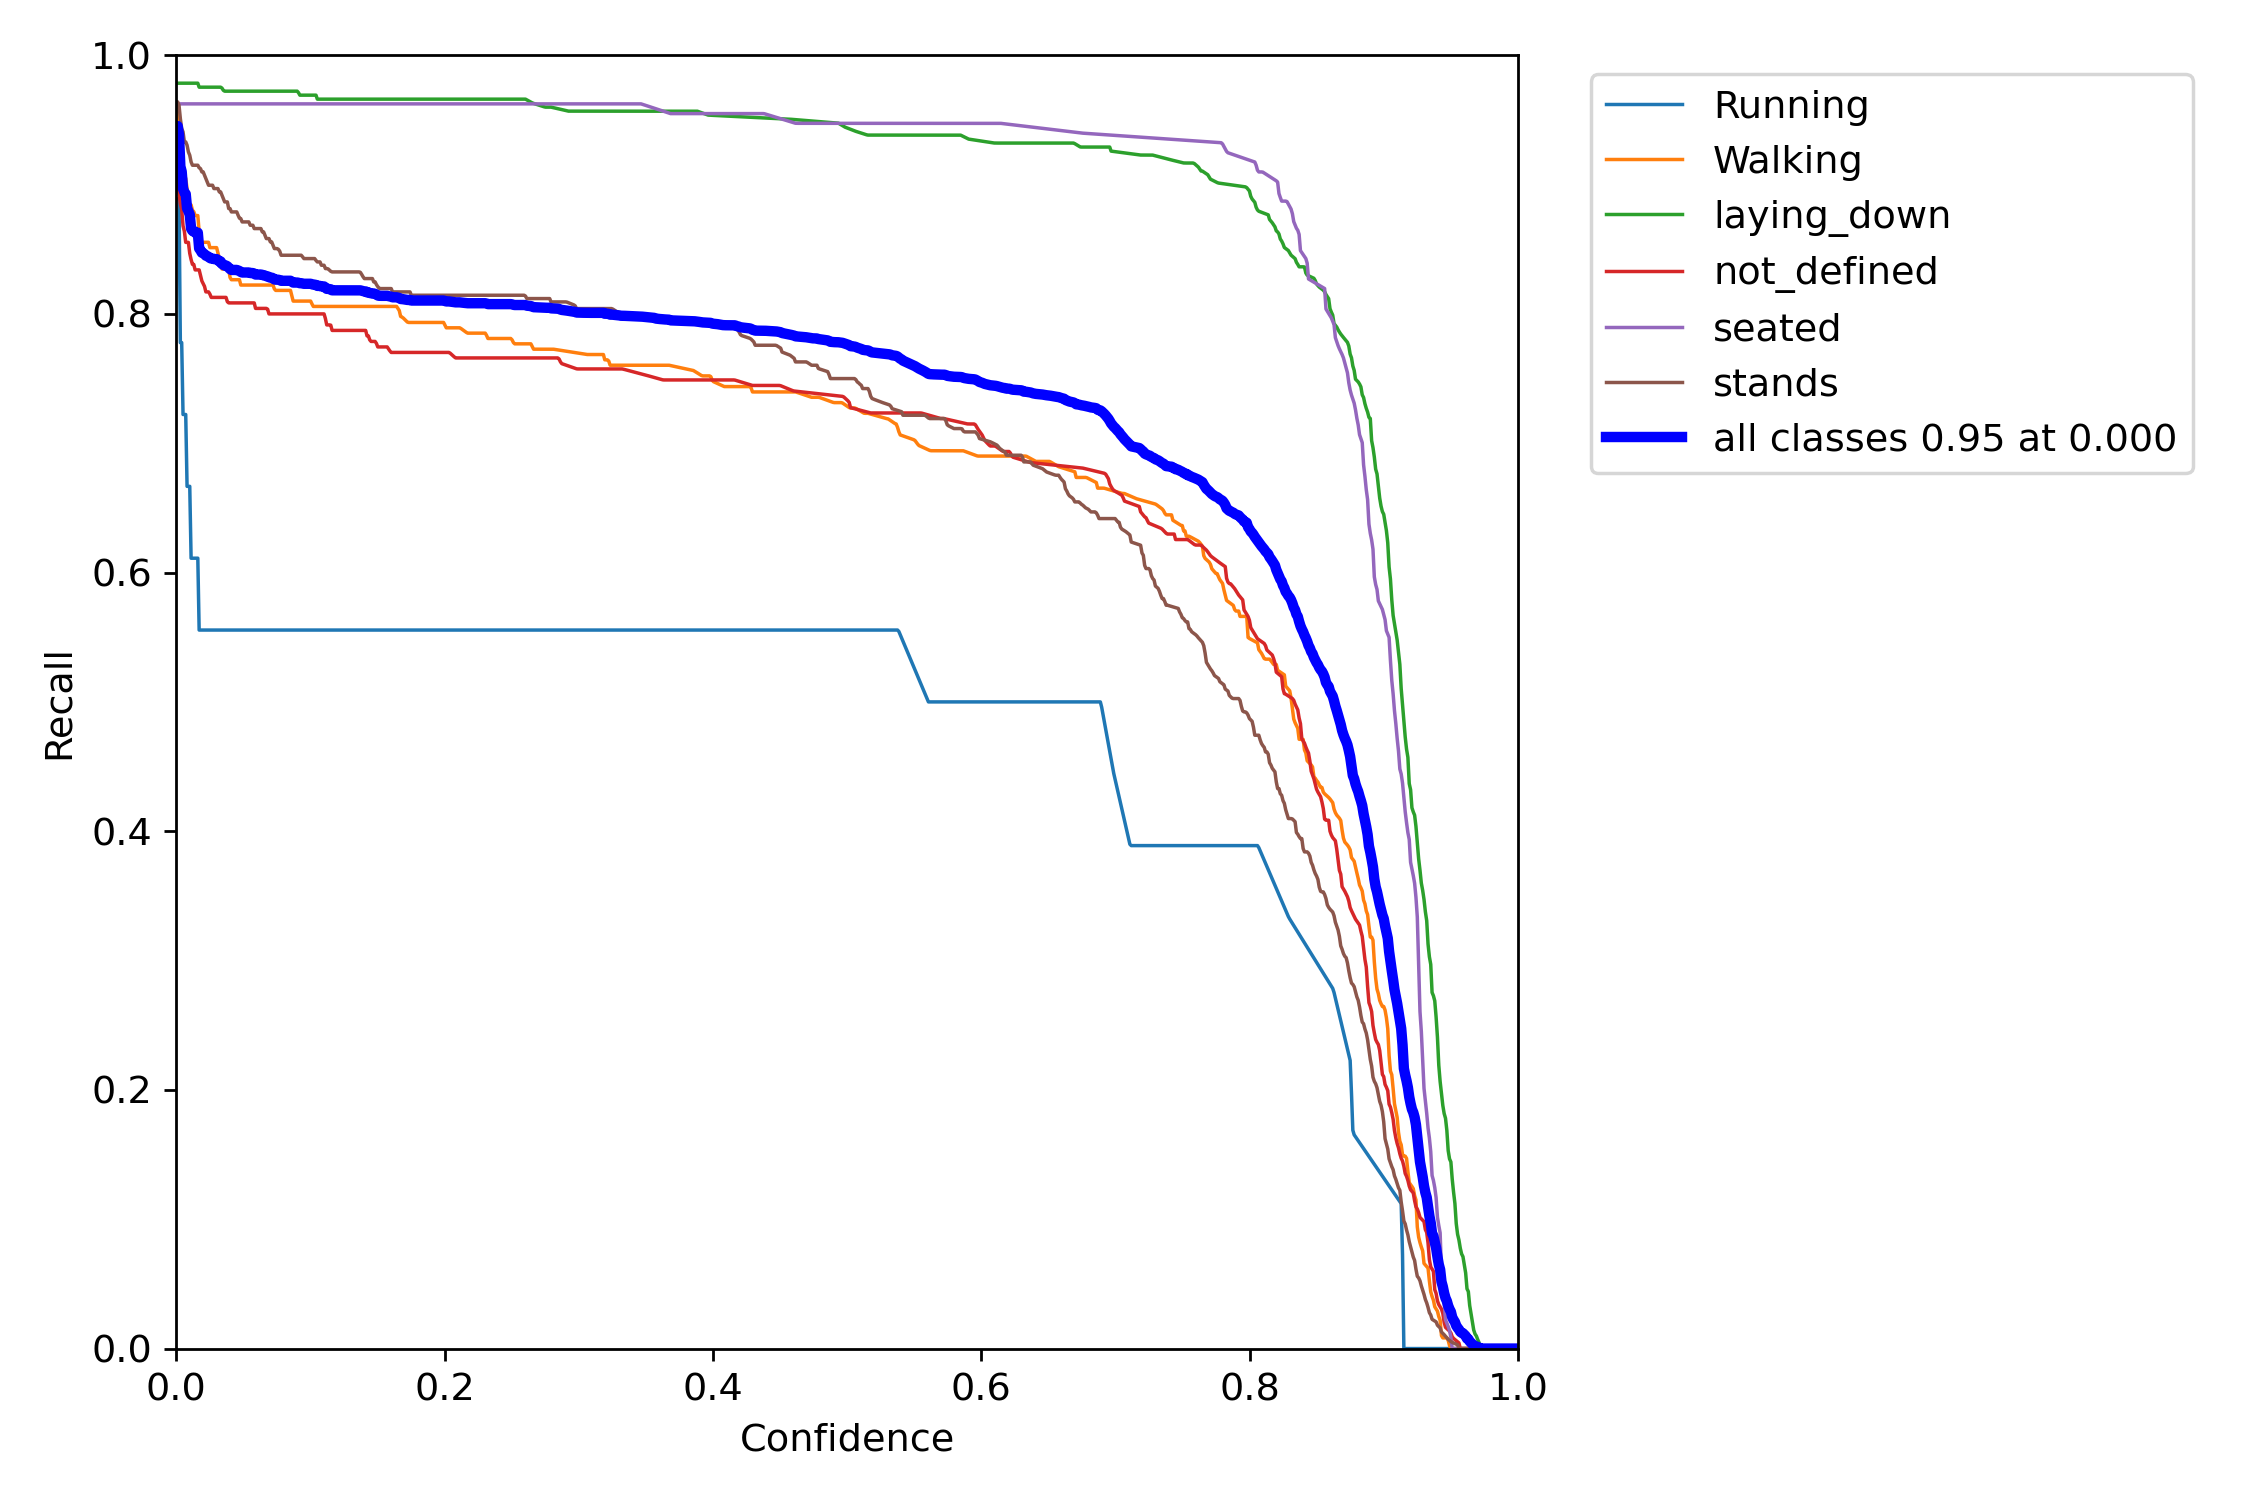 1.0
0.8
0.6
0.4
0.2
0.0
Recall
0.0 0.2 0.4 0.6 0.8 1.0
Confidence
Running
Walking
laying_down
not_defined
seated
stands
all classes 0.95 at 0.000